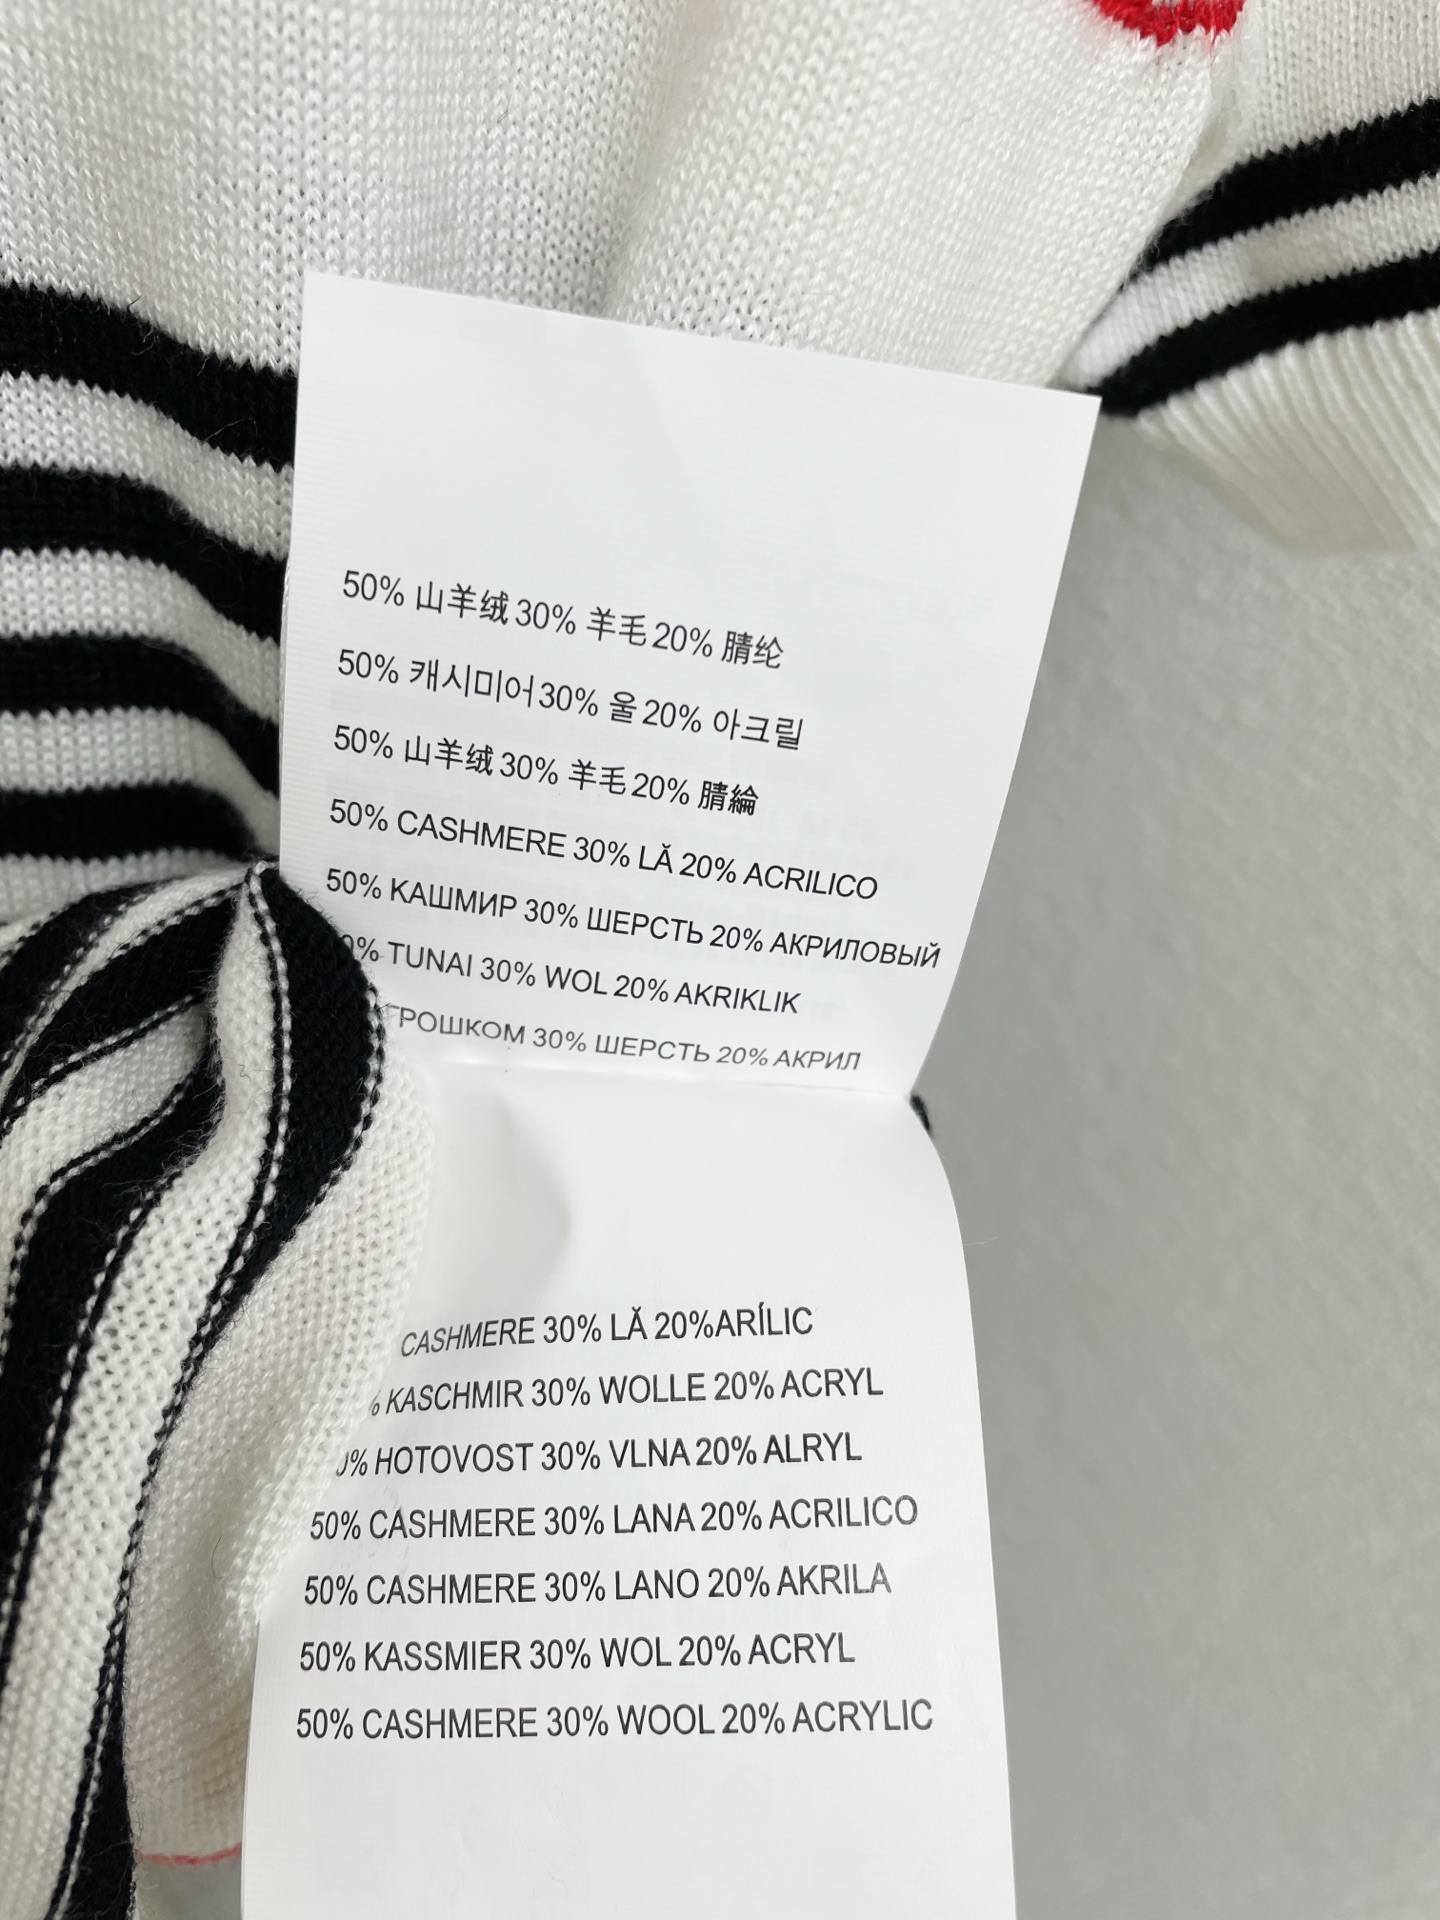 50% 山羊绒 30% 羊毛 20% 腈纶
50% 캐시미어 30% 울 20% 아크릴
50% 山羊绒 30% 羊毛 20% 腈綸
50% CASHMERE 30% LĂ 20% ACRILICO
50% КАШМИР 30% ШЕРСТЬ 20% АКРИЛОВЫЙ
0% TUNAI 30% WOL 20% AKRIKLIK
ГРОШКОМ 30% ШЕРСТЬ 20% АКРИЛ
CASHMERE 30% LĂ 20%ARÍLIC
% KASCHMIR 30% WOLLE 20% ACRYL
0% HOTOVOST 30% VLNA 20% ALRYL
50% CASHMERE 30% LANA 20% ACRILICO
50% CASHMERE 30% LANO 20% AKRILA
50% KASSMIER 30% WOL 20% ACRYL
50% CASHMERE 30% WOOL 20% ACRYLIC